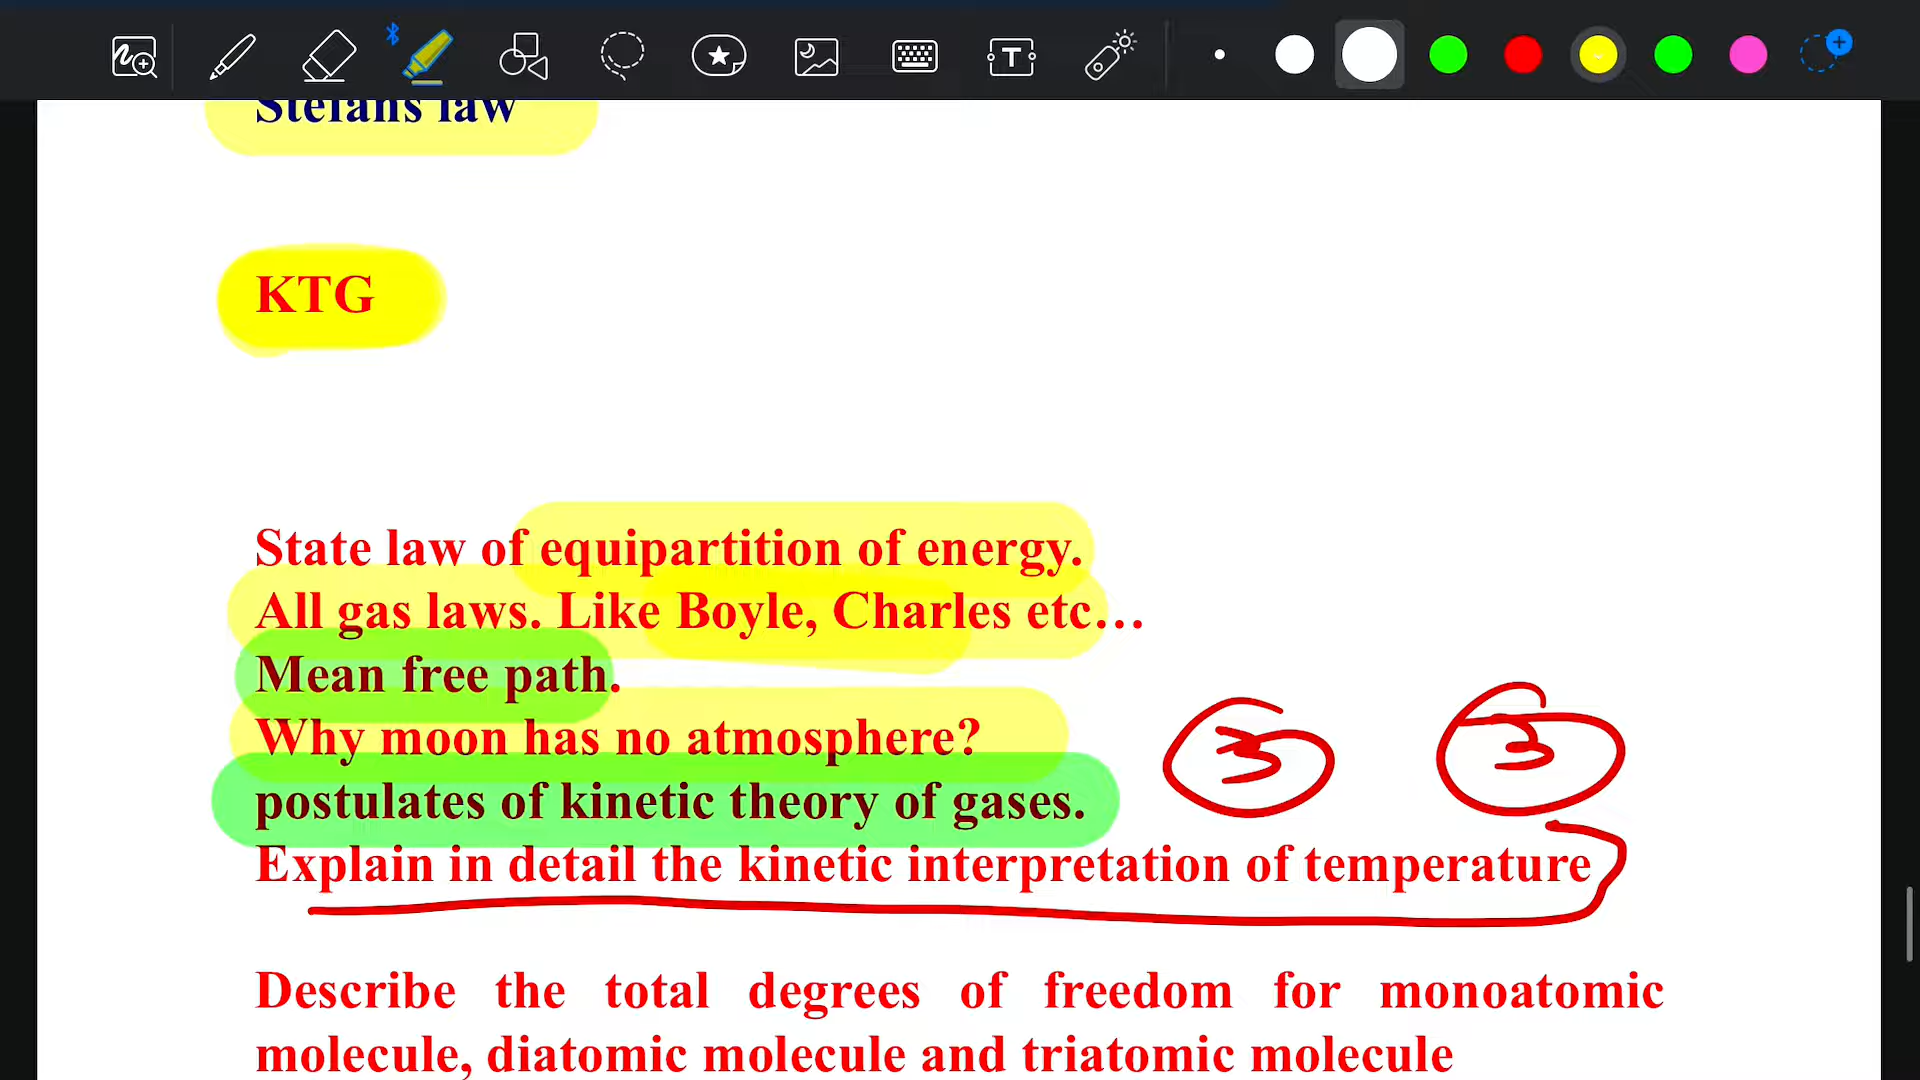 Stefans law
KTG
State law of equipartition of energy.
All gas laws. Like Boyle, Charles etc…
Mean free path.
Why moon has no atmosphere?
3 3
postulates of kinetic theory of gases.
Explain in detail the kinetic interpretation of temperature
Describe the total degrees of freedom for monoatomic
molecule, diatomic molecule and triatomic molecule